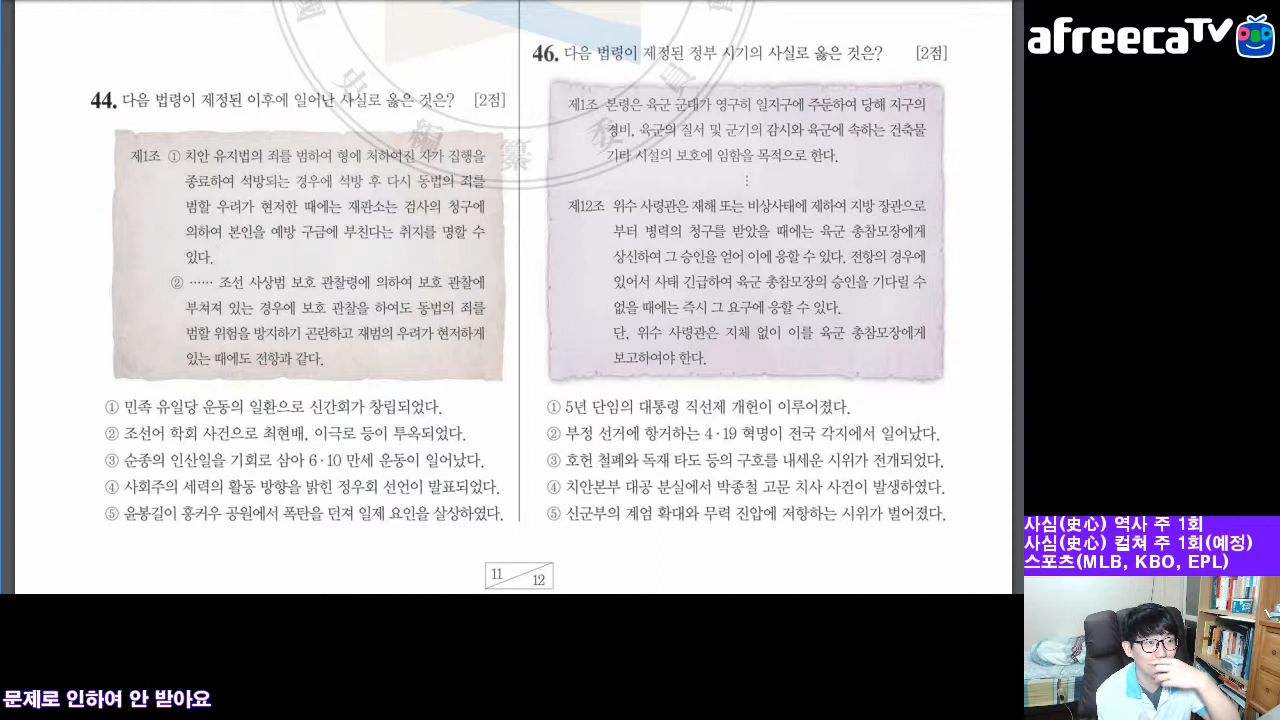 44. 다음 법령이 제정된 이후에 일어난 사실로 옳은 것은? [2점]
제1조 ① 치안 유지법의 죄를 범하여 형에 처하여진 자가 집행을
종료하여 석방되는 경우에 석방 후 다시 동법의 죄를
범할 우려가 현저한 때에는 재판소는 검사의 청구에
의하여 본인을 예방 구금에 부친다는 취지를 명할 수
있다.
② …… 조선 사상범 보호 관찰령에 의하여 보호 관찰에
부쳐져 있는 경우에 보호 관찰을 하여도 동법의 죄를
범할 위험을 방지하기 곤란하고 재범의 우려가 현저하게
있는 때에도 전항과 같다.
① 민족 유일당 운동의 일환으로 신간회가 창립되었다.
② 조선어 학회 사건으로 최현배, 이극로 등이 투옥되었다.
③ 순종의 인산일을 기회로 삼아 6·10 만세 운동이 일어났다.
④ 사회주의 세력의 활동 방향을 밝힌 정우회 선언이 발표되었다.
⑤ 윤봉길이 훙커우 공원에서 폭탄을 던져 일제 요인을 살상하였다.
46. 다음 법령이 제정된 정부 시기의 사실로 옳은 것은? [2점]
제1조 본령은 육군 군대가 영구히 일지구에 주둔하여 당해 지구의
경비, 육군의 질서 및 군기의 감시와 육군에 속하는 건축물
기타 시설의 보호에 임함을 목적으로 한다.
⋮
제12조 위수 사령관은 재해 또는 비상사태에 제하여 지방 장관으로
부터 병력의 청구를 받았을 때에는 육군 총참모장에게
상신하여 그 승인을 얻어 이에 응할 수 있다. 전항의 경우에
있어서 사태 긴급하여 육군 총참모장의 승인을 기다릴 수
없을 때에는 즉시 그 요구에 응할 수 있다.
단, 위수 사령관은 지체 없이 이를 육군 총참모장에게
보고하여야 한다.
① 5년 단임의 대통령 직선제 개헌이 이루어졌다.
② 부정 선거에 항거하는 4·19 혁명이 전국 각지에서 일어났다.
③ 호헌 철폐와 독재 타도 등의 구호를 내세운 시위가 전개되었다.
④ 치안본부 대공 분실에서 박종철 고문 치사 사건이 발생하였다.
⑤ 신군부의 계엄 확대와 무력 진압에 저항하는 시위가 벌어졌다.
11
12
史 編 纂 委 員
afreecaTV
사심(史心) 역사 주 1회
사심(史心) 컬쳐 주 1회(예정)
스포츠(MLB, KBO, EPL)
문제로 인하여 안 받아요